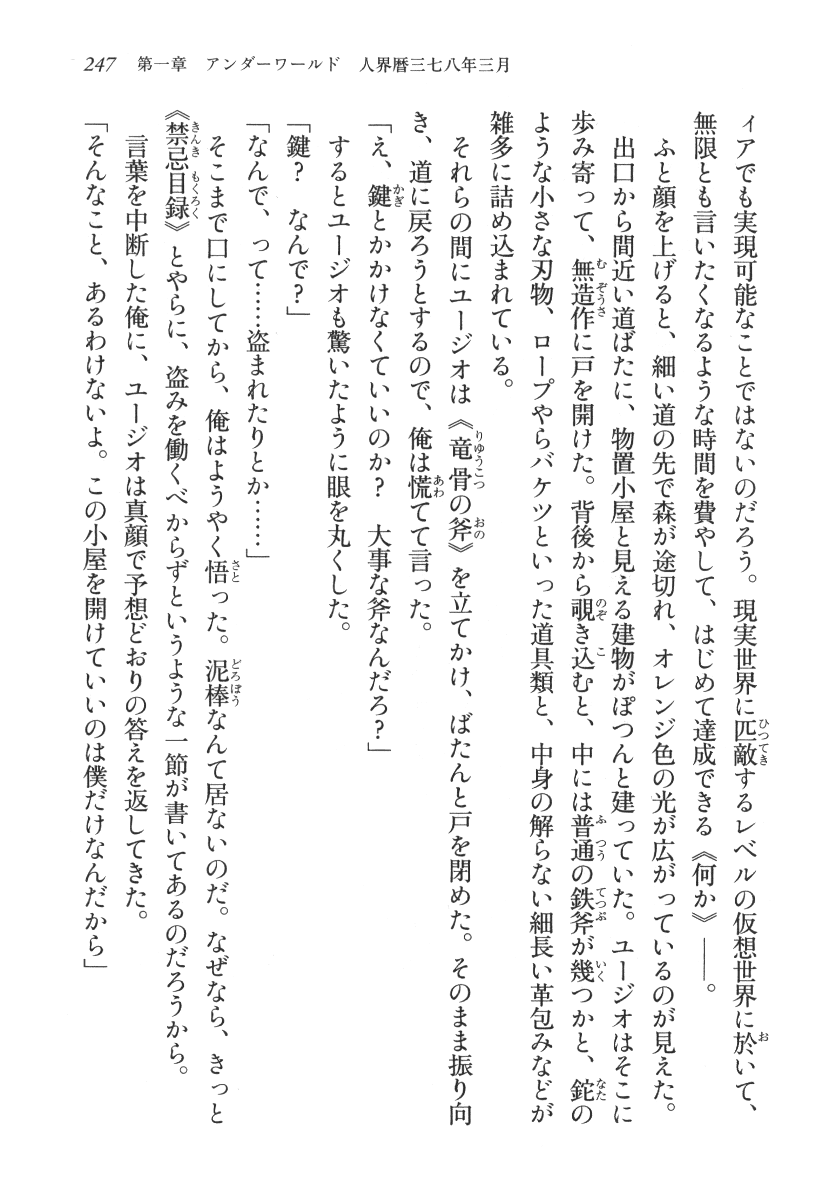 247　第一章　アンダーワールド　人界暦三七八年三月
ィアでも実現可能なことではないのだろう。現実世界に匹敵するレベルの仮想世界に於いて、
無限とも言いたくなるような時間を費やして、はじめて達成できる《何か》――。
　ふと顔を上げると、細い道の先で森が途切れ、オレンジ色の光が広がっているのが見えた。
　出口から間近い道ばたに、物置小屋と見える建物がぽつんと建っていた。ユージオはそこに
歩み寄って、無造作に戸を開けた。背後から覗き込むと、中には普通の鉄斧が幾つかと、鉈の
ような小さな刃物、ロープやらバケツといった道具類と、中身の解らない細長い革包みなどが
雑多に詰め込まれている。
　それらの間にユージオは《竜骨の斧》を立てかけ、ばたんと戸を閉めた。そのまま振り向
き、道に戻ろうとするので、俺は慌てて言った。
「え、鍵とかかけなくていいのか？　大事な斧なんだろ？」
　するとユージオも驚いたように眼を丸くした。
「鍵？　なんで？」
「なんで、って……盗まれたりとか……」
　そこまで口にしてから、俺はようやく悟った。泥棒なんて居ないのだ。なぜなら、きっと
《禁忌目録》とやらに、盗みを働くべからずというような一節が書いてあるのだろうから。
　言葉を中断した俺に、ユージオは真顔で予想どおりの答えを返してきた。
「そんなこと、あるわけないよ。この小屋を開けていいのは僕だけなんだから」